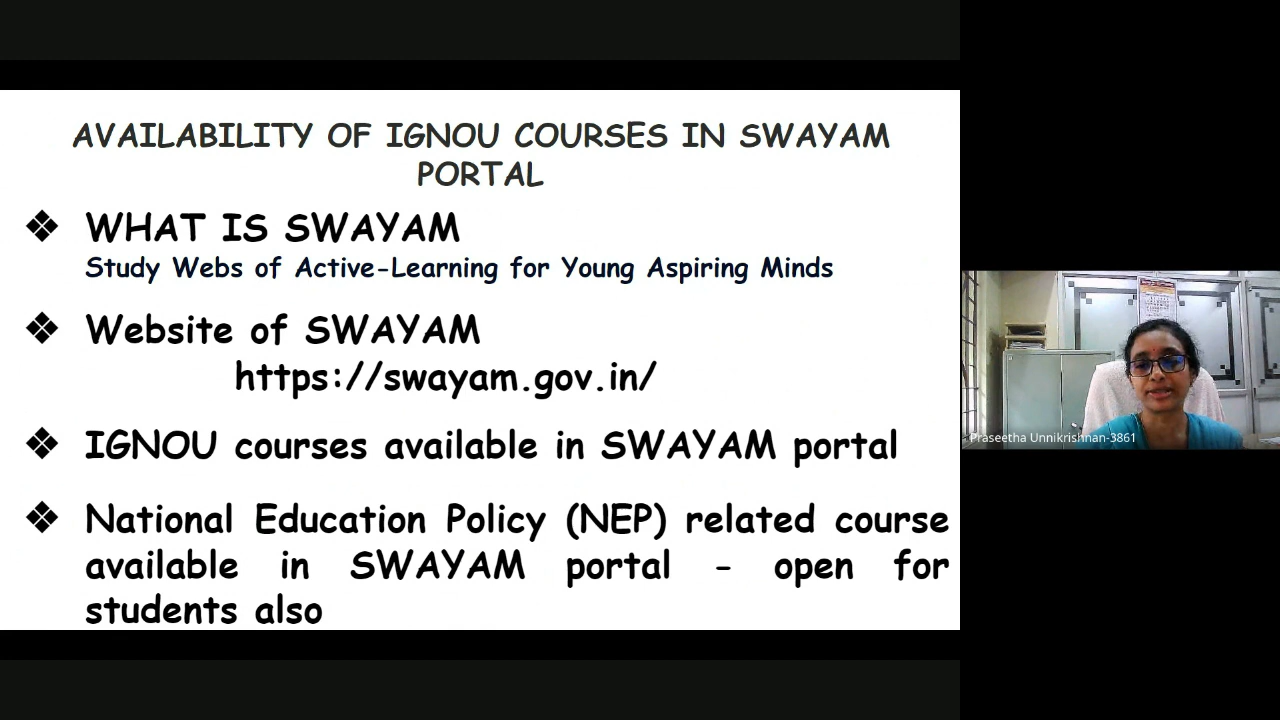 AVAILABILITY OF IGNOU COURSES IN SWAYAM
PORTAL
❖ WHAT IS SWAYAM
Study Webs of Active-Learning for Young Aspiring Minds
❖ Website of SWAYAM
https://swayam.gov.in/
❖ IGNOU courses available in SWAYAM portal
❖ National Education Policy (NEP) related course
available in SWAYAM portal - open for
students also
Praseetha Unnikrishnan-3861